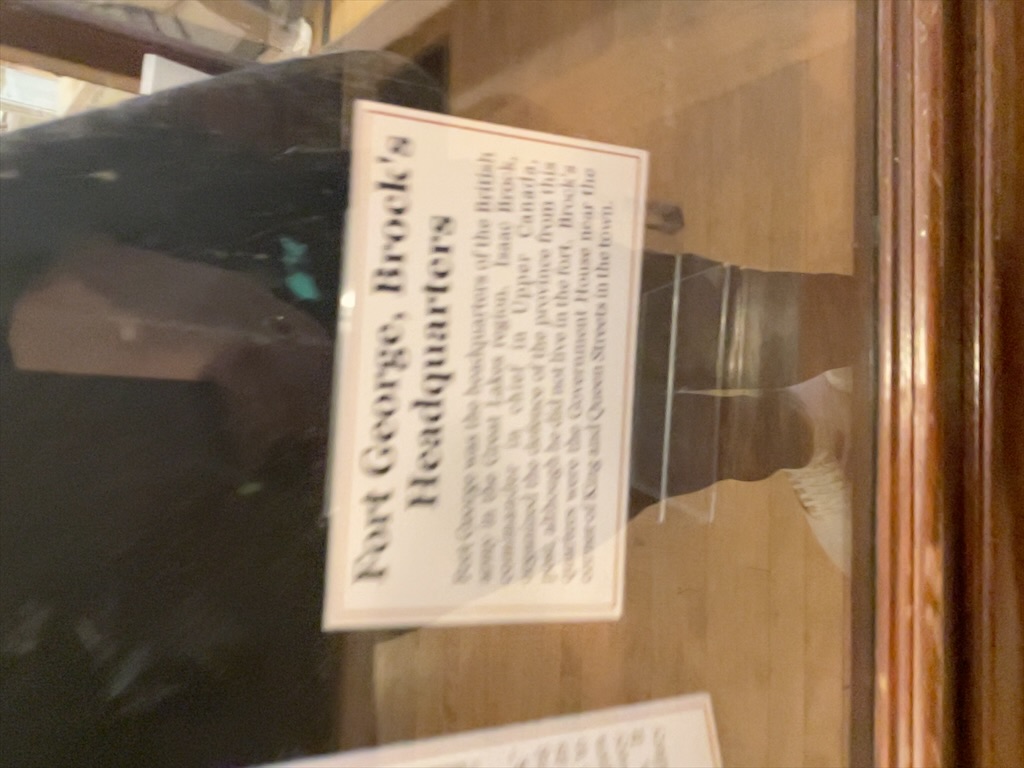 Fort George, Brock's
Headquarters
Fort George was the headquarters of the British
army in the Great Lakes region. Isaac Brock,
commander in chief in Upper Canada,
organized the defence of the province from this
post, although he did not live in the fort. Brock's
quarters were the Government House near the
corner of King and Queen Streets in the town.